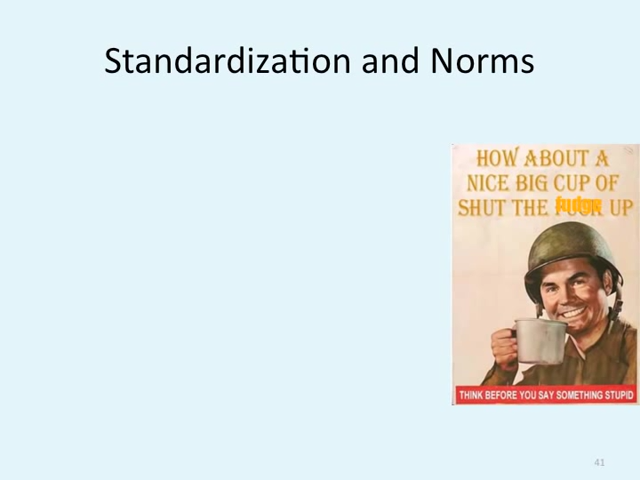 Standardization and Norms
HOW ABOUT A
NICE BIG CUP OF
SHUT THE fudge UP
THINK BEFORE YOU SAY SOMETHING STUPID
41